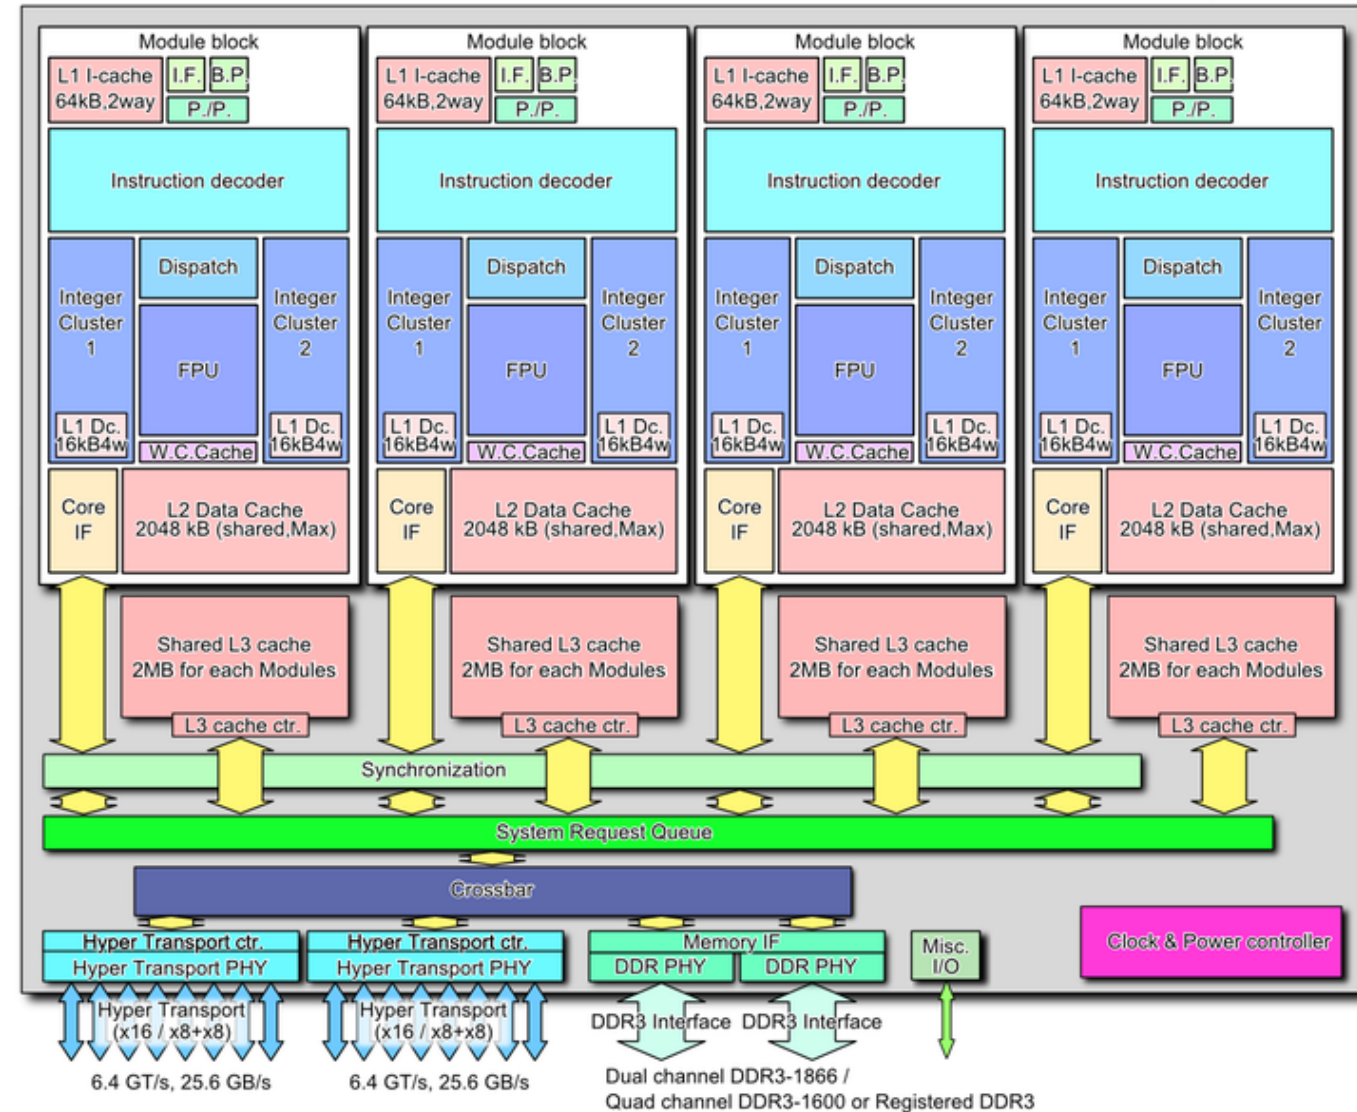 Module block
L1 I-cache
64kB,2way
I.F.
B.P.
P./P.
Instruction decoder
Integer
Cluster
1
Dispatch
FPU
Integer
Cluster
2
L1 Dc.
16kB4w
W.C.Cache
L1 Dc.
16kB4w
Core
IF
L2 Data Cache
2048 kB (shared,Max)
Module block
L1 I-cache
64kB,2way
I.F.
B.P.
P./P.
Instruction decoder
Integer
Cluster
1
Dispatch
FPU
Integer
Cluster
2
L1 Dc.
16kB4w
W.C.Cache
L1 Dc.
16kB4w
Core
IF
L2 Data Cache
2048 kB (shared,Max)
Module block
L1 I-cache
64kB,2way
I.F.
B.P.
P./P.
Instruction decoder
Integer
Cluster
1
Dispatch
FPU
Integer
Cluster
2
L1 Dc.
16kB4w
W.C.Cache
L1 Dc.
16kB4w
Core
IF
L2 Data Cache
2048 kB (shared,Max)
Module block
L1 I-cache
64kB,2way
I.F.
B.P.
P./P.
Instruction decoder
Integer
Cluster
1
Dispatch
FPU
Integer
Cluster
2
L1 Dc.
16kB4w
W.C.Cache
L1 Dc.
16kB4w
Core
IF
L2 Data Cache
2048 kB (shared,Max)
Shared L3 cache
2MB for each Modules
L3 cache ctr.
Shared L3 cache
2MB for each Modules
L3 cache ctr.
Shared L3 cache
2MB for each Modules
L3 cache ctr.
Shared L3 cache
2MB for each Modules
L3 cache ctr.
Synchronization
System Request Queue
Crossbar
Hyper Transport ctr.
Hyper Transport PHY
Hyper Transport ctr.
Hyper Transport PHY
Memory IF
DDR PHY
DDR PHY
Misc.
I/O
Clock & Power controller
Hyper Transport
(x16 / x8+x8)
Hyper Transport
(x16 / x8+x8)
DDR3 Interface
DDR3 Interface
6.4 GT/s, 25.6 GB/s
6.4 GT/s, 25.6 GB/s
Dual channel DDR3-1866 /
Quad channel DDR3-1600 or Registered DDR3